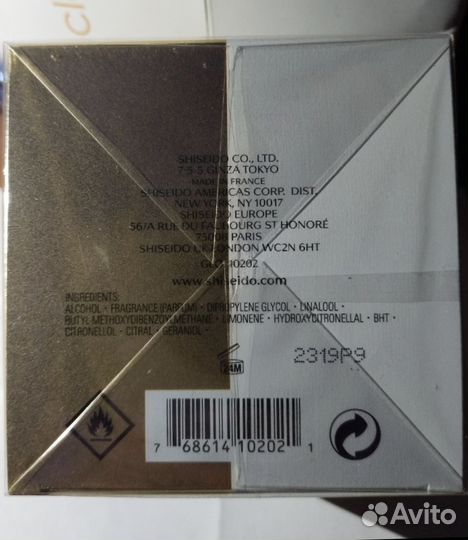 cl
SHISEIDO CO., LTD.
7-5-5 GINZA TOKYO
MADE IN FRANCE
SHISEIDO AMERICAS CORP. DIST.
NEW YORK, NY 10017
SHISEIDO EUROPE
56/A RUE DU FAUBOURG ST HONORÉ
75008 PARIS
SHISEIDO UK LONDON WC2N 6HT
10202
www.shiseido.com
INGREDIENTS:
ALCOHOL · FRAGRANCE (PARFUM) · DIPROPYLENE GLYCOL · LINALOOL ·
BUTYL METHOXYDIBENZOYLMETHANE · LIMONENE · HYDROXYCITRONELLAL · BHT ·
CITRONELLOL · CITRAL · GERANIOL ·
24M
2319P9
7 68614 10202 1
Avito